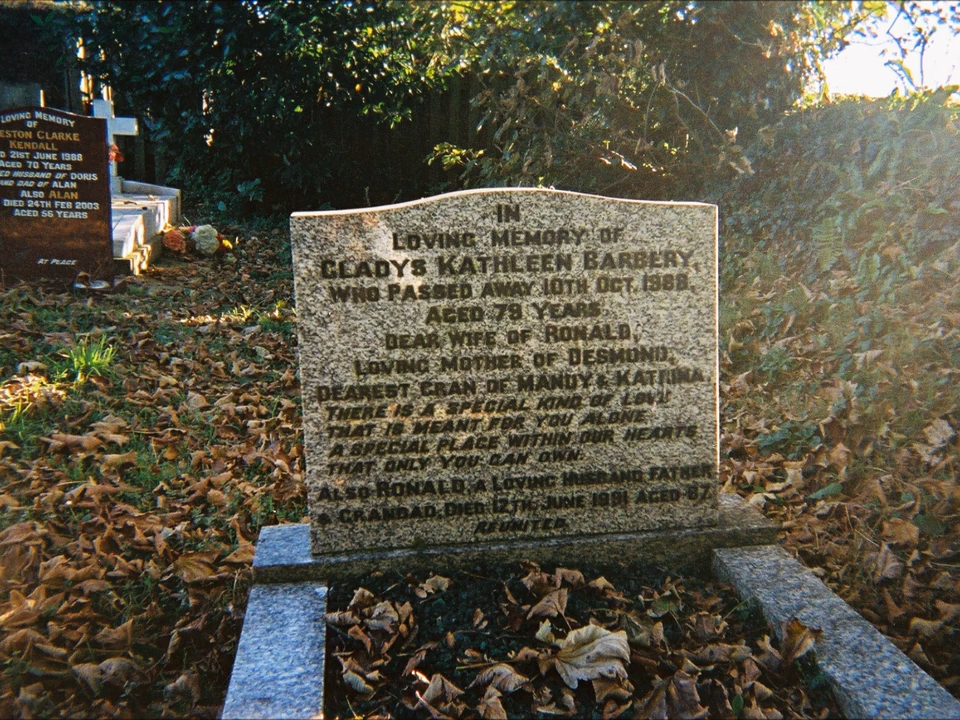 LOVING MEMORY
OF
ESTON CLARKE
KENDALL
D 21ST JUNE 1988
AGED 70 YEARS
ED HUSBAND OF DORIS
AND DAD OF ALAN
ALSO ALAN
DIED 24TH FEB 2003
AGED 56 YEARS
AT PEACE
IN
LOVING MEMORY OF
GLADYS KATHLEEN BARBERY,
WHO PASSED AWAY 10TH OCT. 1988.
AGED 79 YEARS.
DEAR WIFE OF RONALD,
LOVING MOTHER OF DESMOND,
DEAREST GRAN OF MANDY & KATRINA
THERE IS A SPECIAL KIND OF LOVE
THAT IS MEANT FOR YOU ALONE.
A SPECIAL PLACE WITHIN OUR HEARTS
THAT ONLY YOU CAN OWN.
ALSO RONALD, A LOVING HUSBAND, FATHER
& GRANDAD, DIED 12TH. JUNE 1991 AGED 87.
REUNITED.